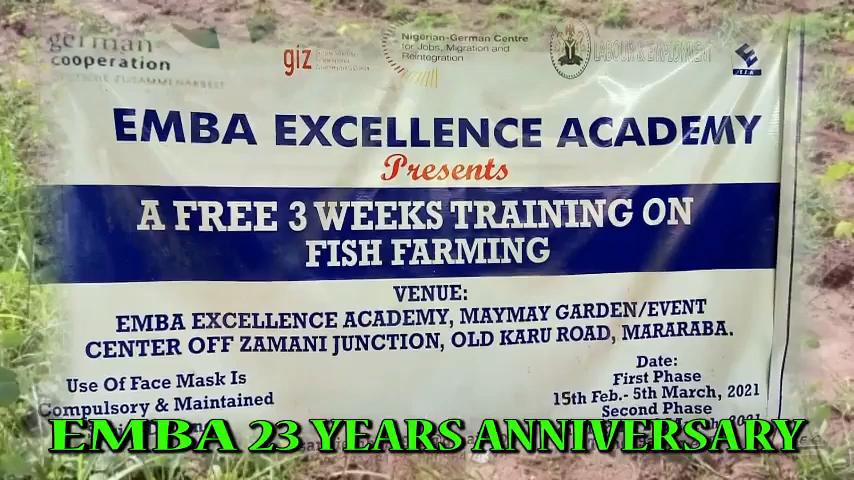 german
cooperation
DEUTSCHE ZUSAMMENARBEIT
giz
Nigerian-German Centre
for Jobs, Migration and
Reintegration
LABOUR & EMPLOYMENT
EMBA EXCELLENCE ACADEMY
Presents
A FREE 3 WEEKS TRAINING ON
FISH FARMING
VENUE:
EMBA EXCELLENCE ACADEMY, MAYMAY GARDEN/EVENT
CENTER OFF ZAMANI JUNCTION, OLD KARU ROAD, MARARABA.
Use Of Face Mask Is
Compulsory & Maintained
Date:
First Phase
15th Feb.- 5th March, 2021
Second Phase
EMBA 23 YEARS ANNIVERSARY